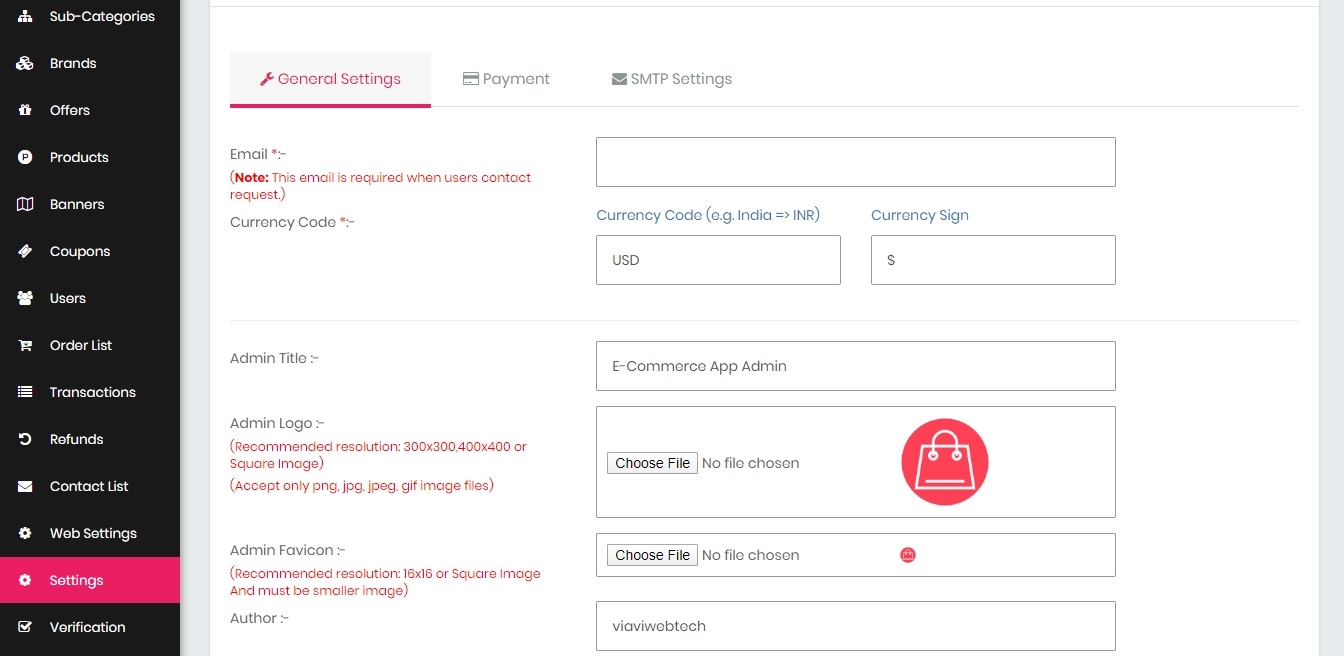 Sub-Categories
Brands
Offers
Products
Banners
Coupons
Users
Order List
Transactions
Refunds
Contact List
Web Settings
Settings
Verification
General Settings
Payment
SMTP Settings
Email *:-
(Note: This email is required when users contact
request.)
Currency Code *:-
Currency Code (e.g. India => INR)
Currency Sign
USD
$
Admin Title :-
E-Commerce App Admin
Admin Logo :-
(Recommended resolution: 300x300,400x400 or
Square Image)
(Accept only png, jpg, jpeg, gif image files)
Choose File No file chosen
Admin Favicon :-
(Recommended resolution: 16x16 or Square Image
And must be smaller image)
Choose File No file chosen
Author :-
viaviwebtech